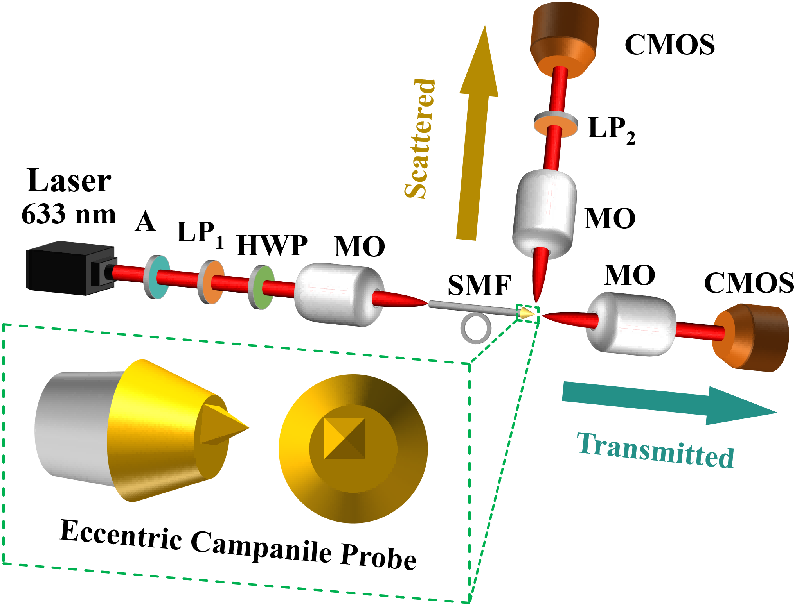 CMOS
Scattered
LP2
Laser
633 nm
A
LP1
HWP
MO
MO
SMF
MO
CMOS
Transmitted
Eccentric Campanile Probe